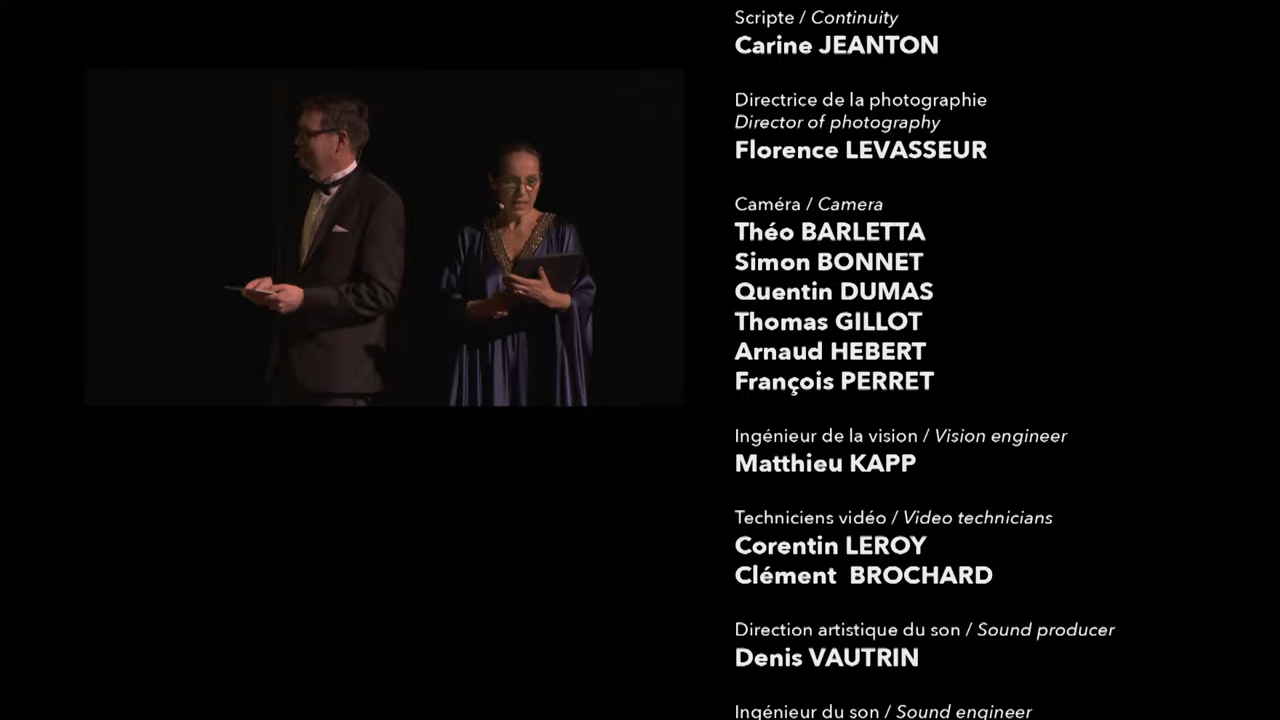 Scripte / Continuity
Carine JEANTON
Directrice de la photographie
Director of photography
Florence LEVASSEUR
Caméra / Camera
Théo BARLETTA
Simon BONNET
Quentin DUMAS
Thomas GILLOT
Arnaud HEBERT
François PERRET
Ingénieur de la vision / Vision engineer
Matthieu KAPP
Techniciens vidéo / Video technicians
Corentin LEROY
Clément BROCHARD
Direction artistique du son / Sound producer
Denis VAUTRIN
Ingénieur du son / Sound engineer